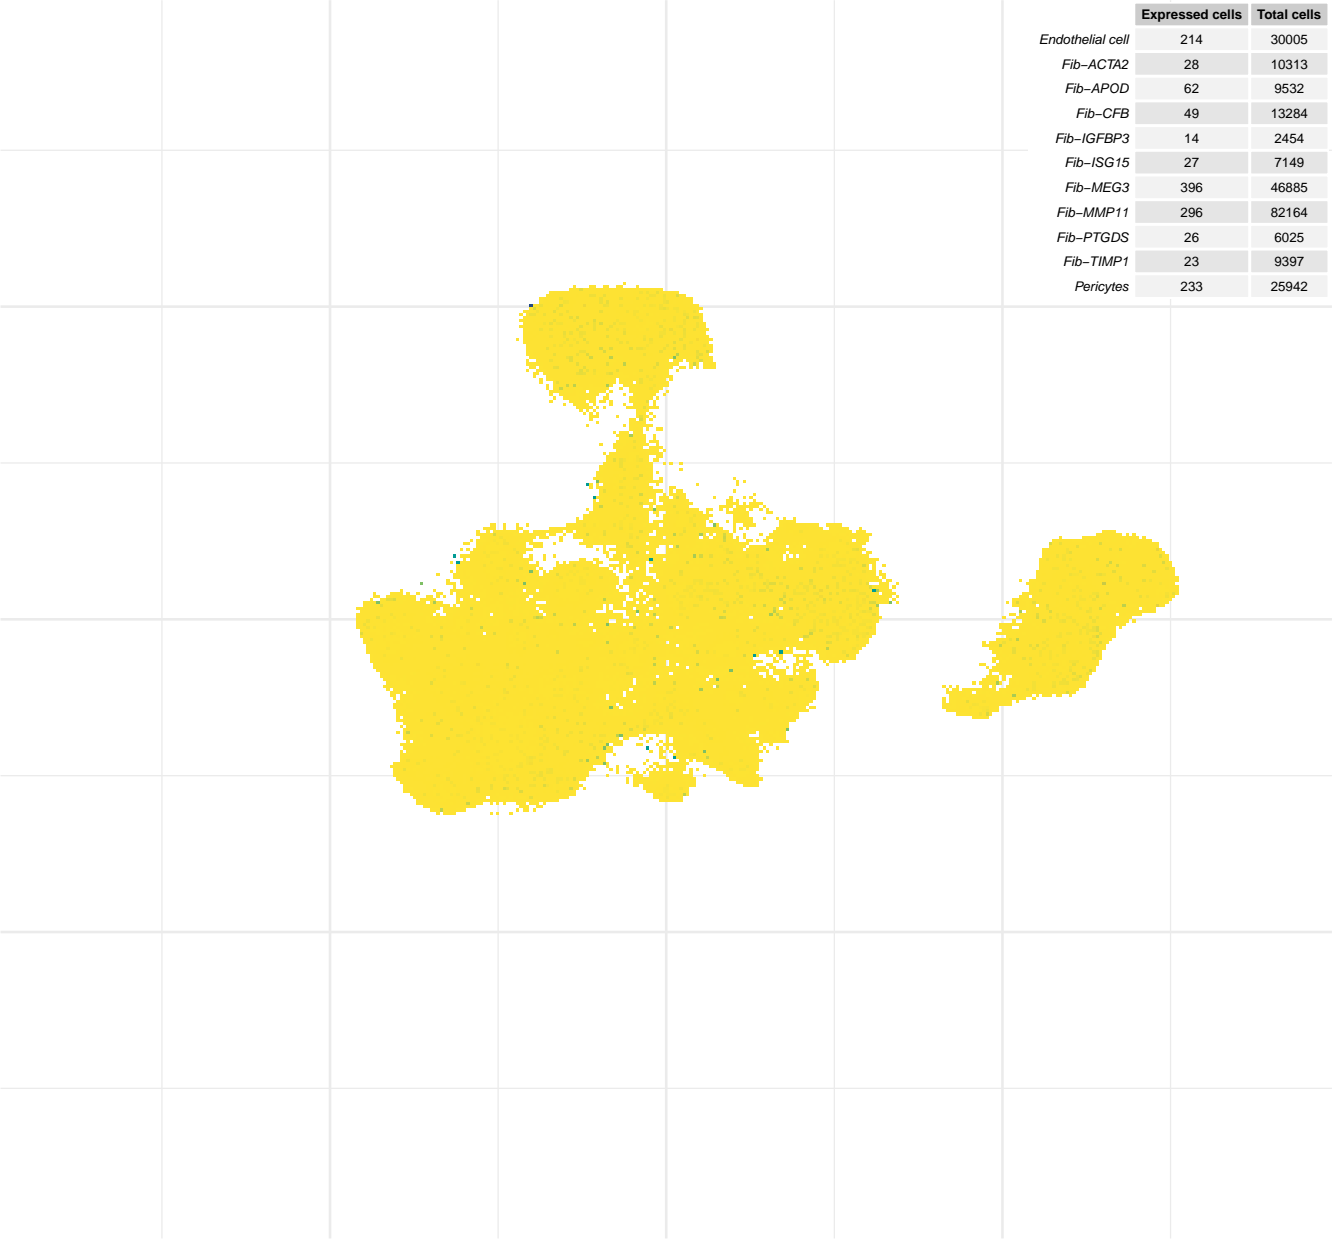 Expressed cells Total cells
Endothelial cell 214 30005
Fib−ACTA2 28 10313
Fib−APOD 62 9532
Fib−CFB 49 13284
Fib−IGFBP3 14 2454
Fib−ISG15 27 7149
Fib−MEG3 396 46885
Fib−MMP11 296 82164
Fib−PTGDS 26 6025
Fib−TIMP1 23 9397
Pericytes 233 25942